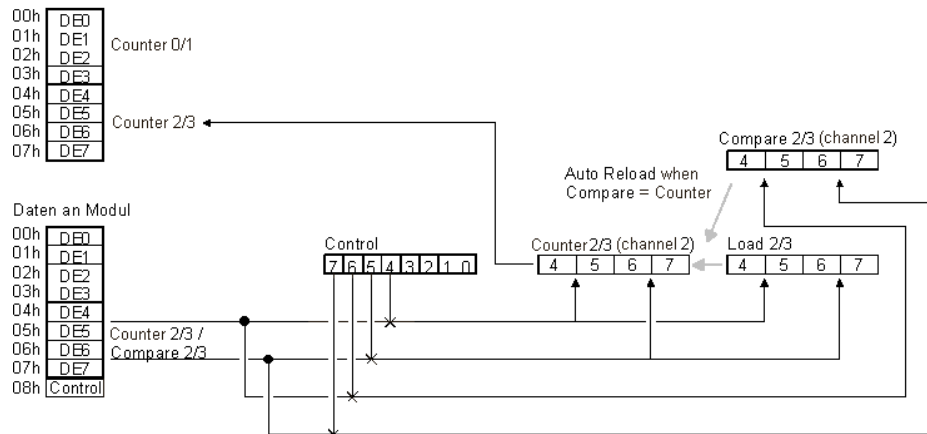 00h DE0
01h DE1
Counter 0/1
02h DE2
03h DE3
04h DE4
05h DE5
Counter 2/3
06h DE6
07h DE7
Compare 2/3 (channel 2)
4 5 6 7
Auto Reload when
Compare = Counter
Daten an Modul
00h DE0
01h DE1
02h DE2
03h DE3
04h DE4
05h DE5
06h DE6
07h DE7
08h Control
Counter 2/3 /
Compare 2/3
Control
7 6 5 4 3 2 1 0
Counter 2/3 (channel 2)
4 5 6 7
Load 2/3
4 5 6 7